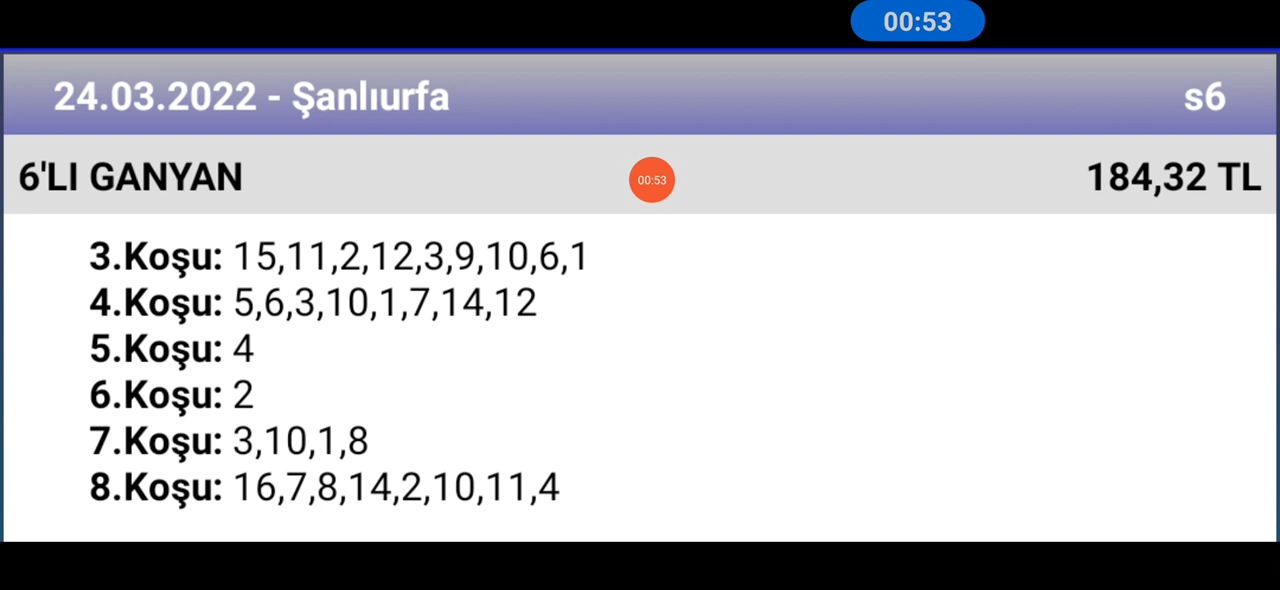 00:53
24.03.2022 - Şanlıurfa s6
6'LI GANYAN 00:53 184,32 TL
3.Koşu: 15,11,2,12,3,9,10,6,1
4.Koşu: 5,6,3,10,1,7,14,12
5.Koşu: 4
6.Koşu: 2
7.Koşu: 3,10,1,8
8.Koşu: 16,7,8,14,2,10,11,4